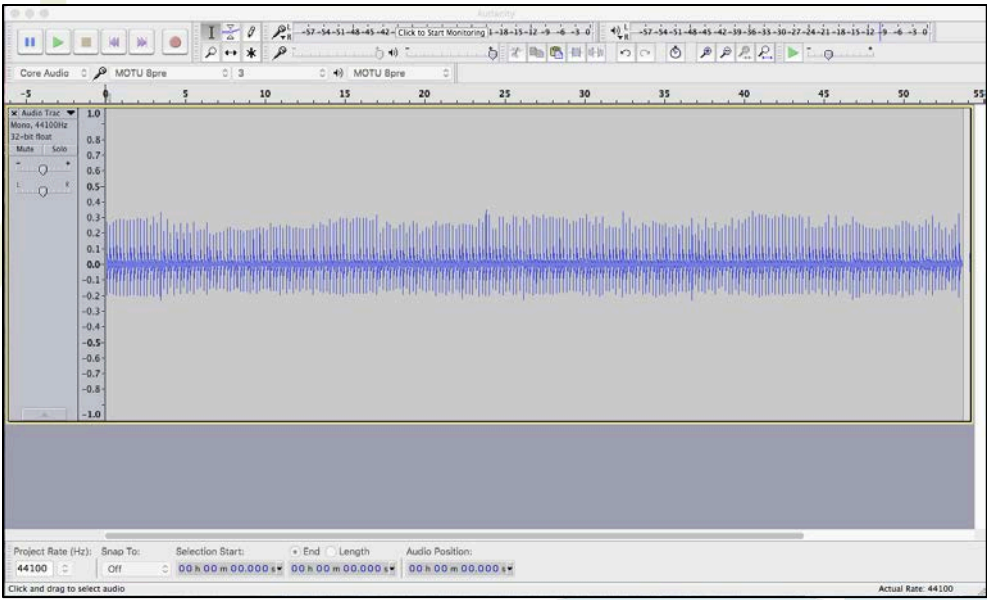 Audacity
-57 -54 -51 -48 -45 -42 - Click to Start Monitoring -18 -15 -12 -9 -6 -3 0
-57 -54 -51 -48 -45 -42 -39 -36 -33 -30 -27 -24 -21 -18 -15 -12 -9 -6 -3 0
L
R
L
R
Core Audio MOTU 8pre 3 MOTU 8pre
-5 0 5 10 15 20 25 30 35 40 45 50 55
x Audio Trac
Mono, 44100Hz
32-bit float
Mute Solo
- +
L R
1.0
0.8
0.7
0.6
0.5
0.4
0.3
0.2
0.1
0.0
-0.1
-0.2
-0.3
-0.4
-0.5
-0.6
-0.7
-0.8
-1.0
Project Rate (Hz): Snap To: Selection Start: End Length Audio Position:
44100 Off 00 h 00 m 00.000 s 00 h 00 m 00.000 s 00 h 00 m 00.000 s
Click and drag to select audio Actual Rate: 44100